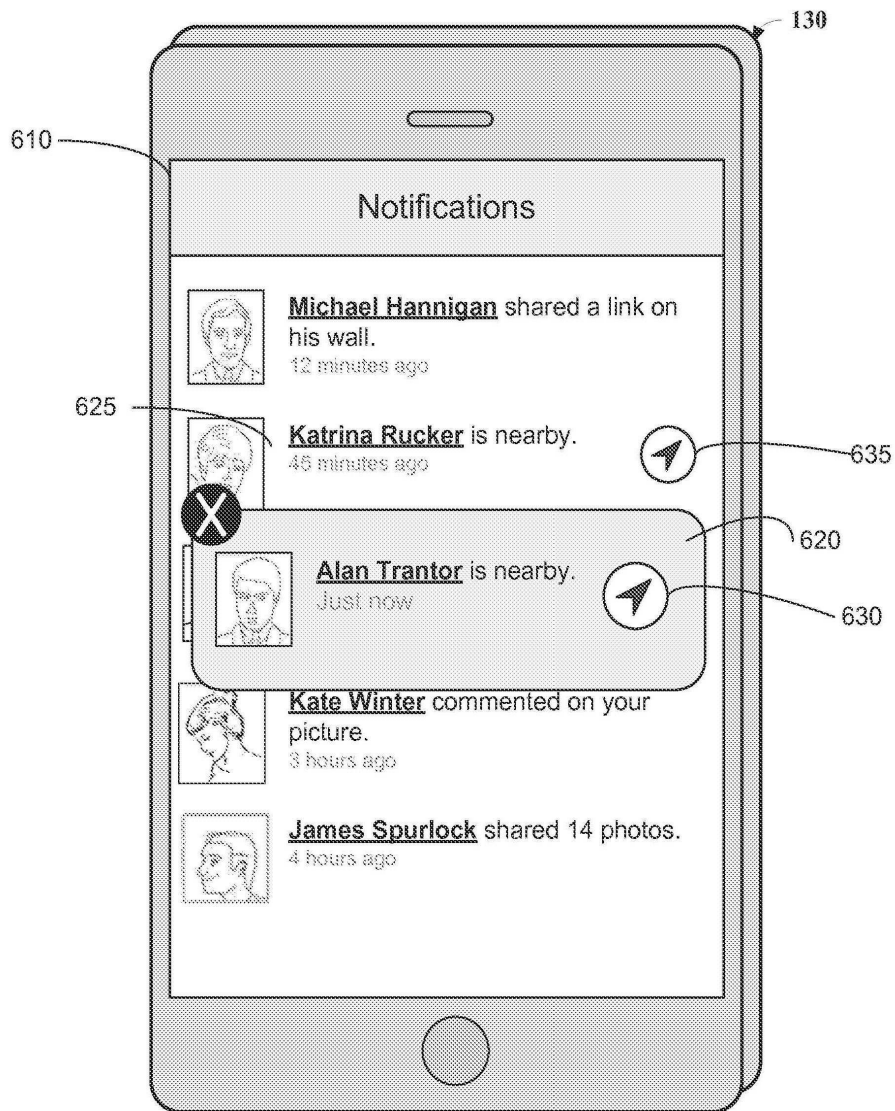 130
610
Notifications
Michael Hannigan shared a link on
his wall.
12 minutes ago
625
Katrina Rucker is nearby.
45 minutes ago
635
X
620
Alan Trantor is nearby.
Just now
630
Kate Winter commented on your
picture.
3 hours ago
James Spurlock shared 14 photos.
4 hours ago